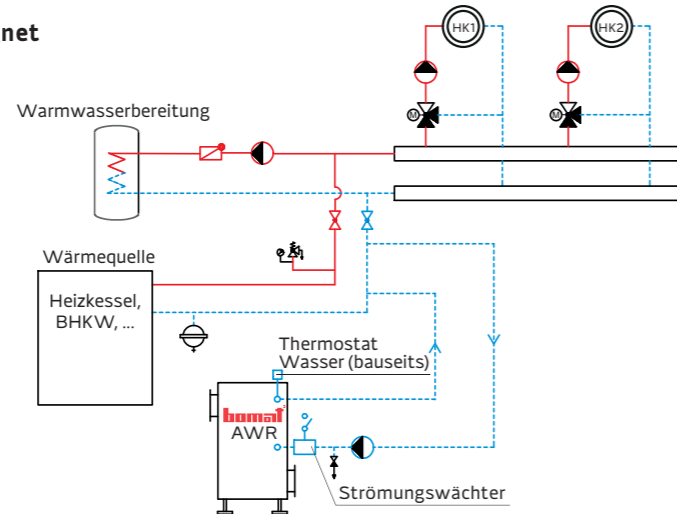 net
HK1
HK2
M
M
Warmwasserbereitung
Wärmequelle
Heizkessel,
BHKW, ...
Thermostat
Wasser (bauseits)
bomat
AWR
Strömungswächter